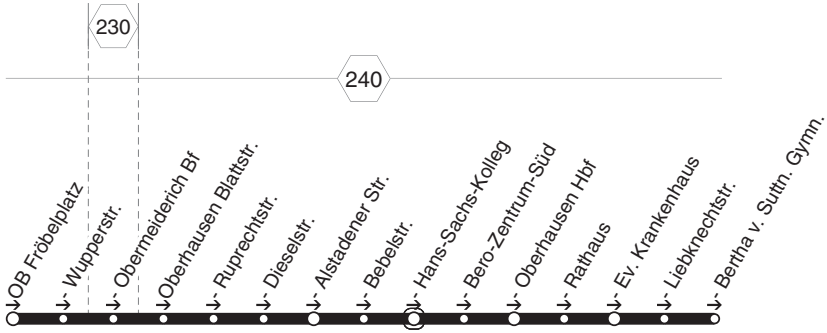 230
240
OB Fröbelplatz
Wupperstr.
Obermeiderich Bf
Oberhausen Blattstr.
Ruprechtstr.
Dieselstr.
Alstadener Str.
Bebelstr.
Hans-Sachs-Kolleg
Bero-Zentrum-Süd
Oberhausen Hbf
Rathaus
Ev. Krankenhaus
Liebknechtstr.
Bertha v. Suttn. Gymn.